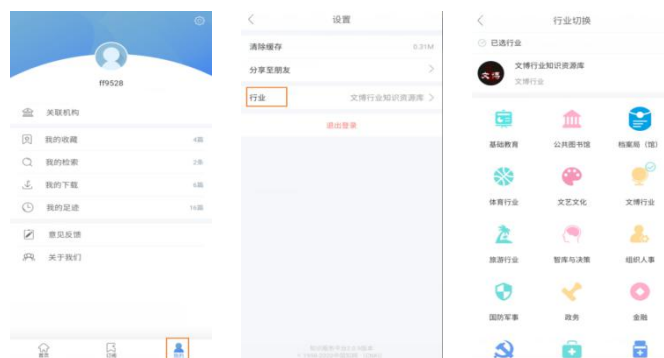 ff9528
关联机构
我的收藏 4篇
我的检索 2条
我的下载 6篇
我的足迹 16篇
意见反馈
关于我们
首页 订阅 我的
设置
清除缓存 0.31M
分享至朋友
行业 文博行业知识资源库
退出登录
行业切换
已选行业
文博 文博行业知识资源库
文博行业
基础教育 公共图书馆 档案局（馆）
体育行业 文艺文化 文博行业
旅游行业 智库与决策 组织人事
国防军事 政务 金融